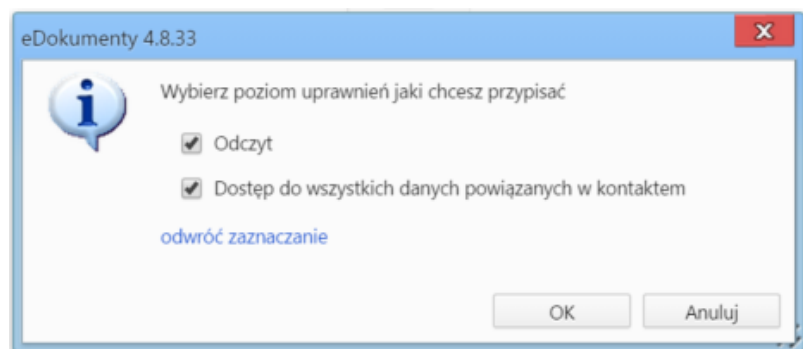 eDokumenty 4.8.33
Wybierz poziom uprawnień jaki chcesz przypisać
Odczyt
Dostęp do wszystkich danych powiązanych w kontaktem
odwróć zaznaczanie
OK
Anuluj